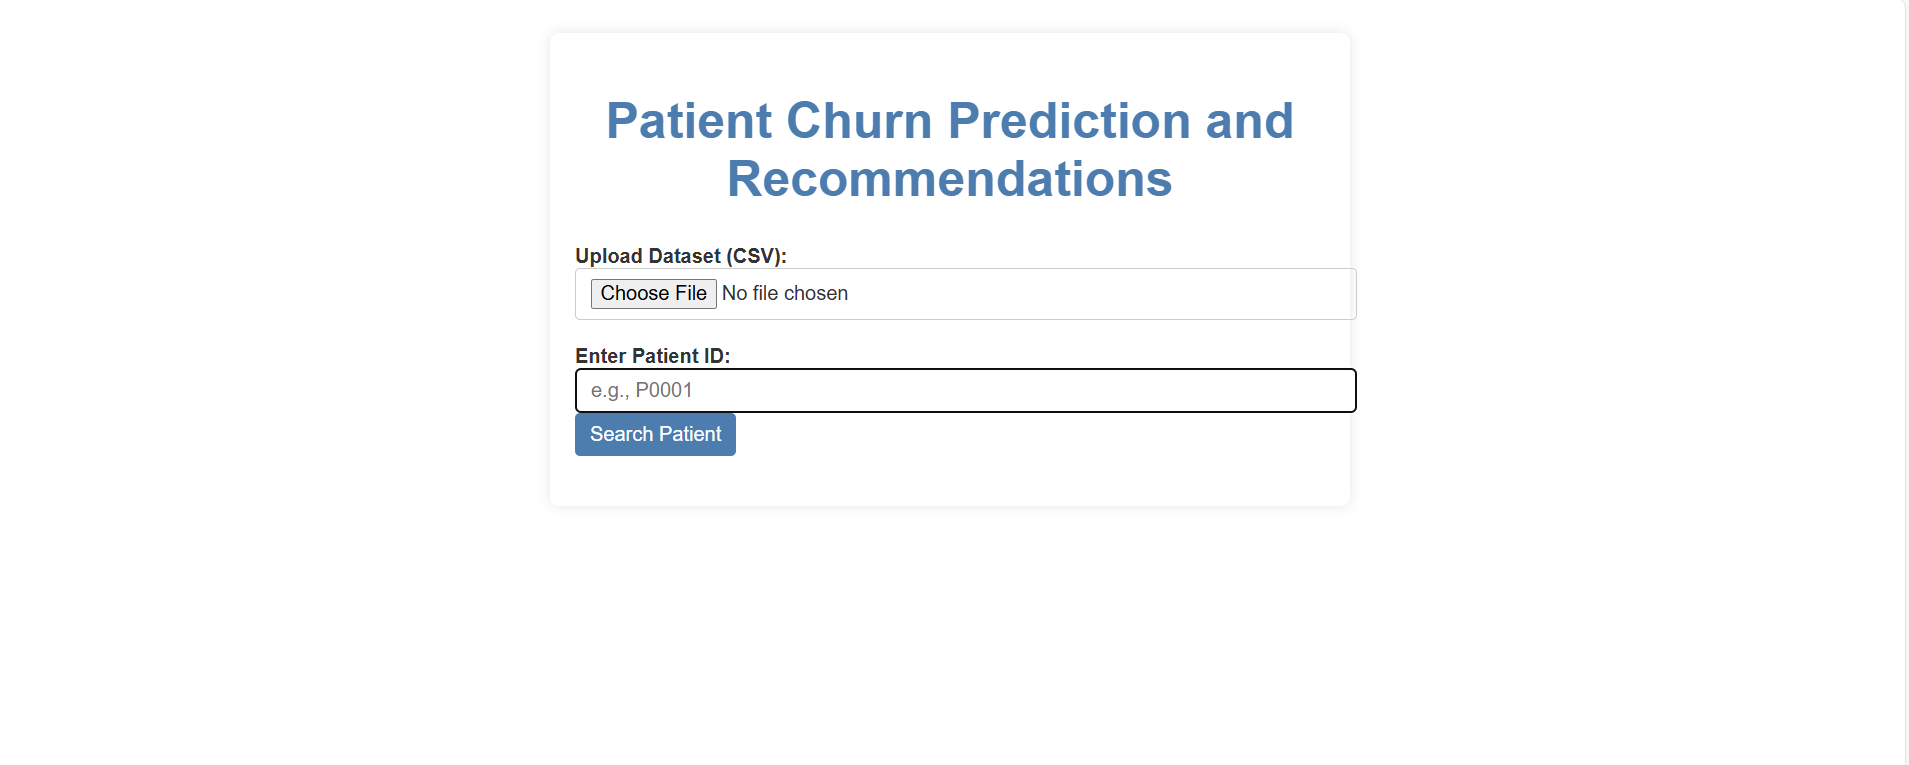 Patient Churn Prediction and
Recommendations
Upload Dataset (CSV):
Choose File No file chosen
Enter Patient ID:
e.g., P0001
Search Patient